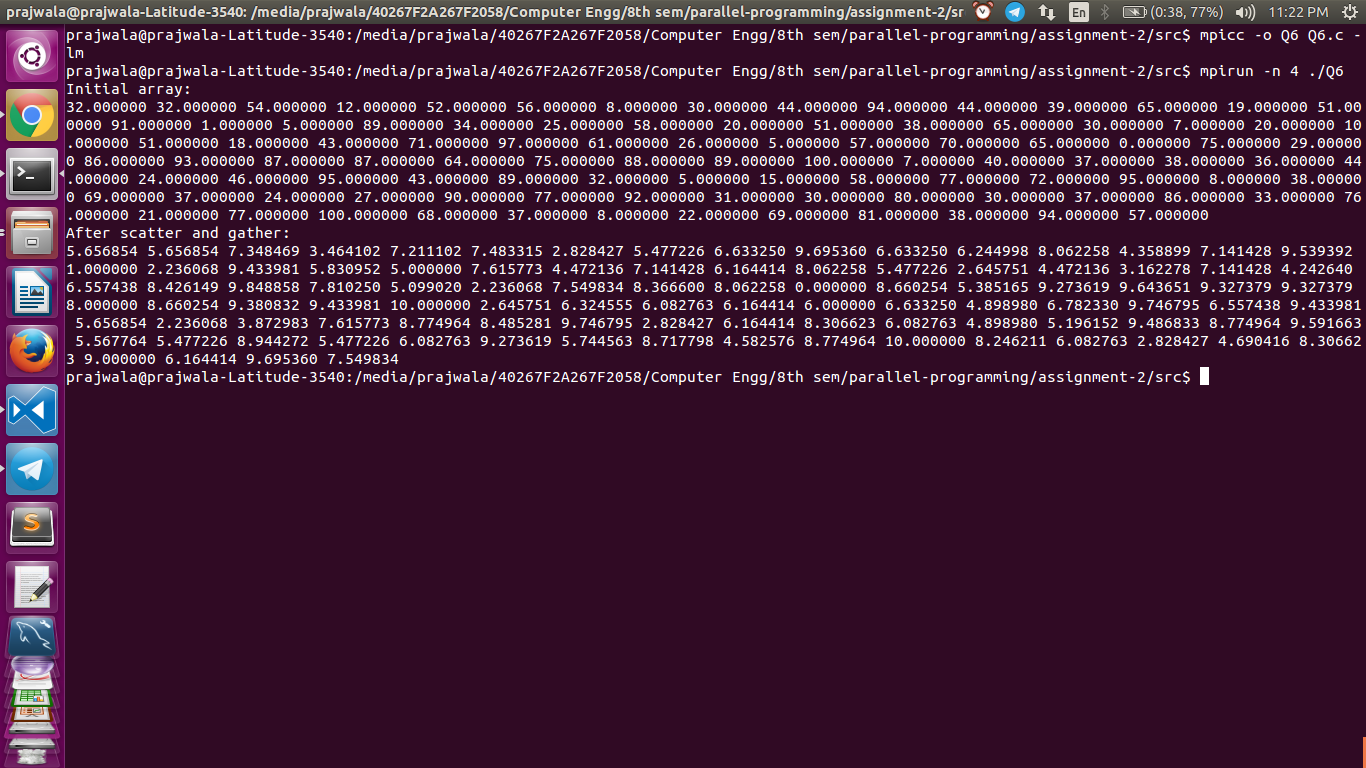 prajwala@prajwala-Latitude-3540: /media/prajwala/40267F2A267F2058/Computer Engg/8th sem/parallel-programming/assignment-2/sr En (0:38, 77%) 11:22 PM
prajwala@prajwala-Latitude-3540:/media/prajwala/40267F2A267F2058/Computer Engg/8th sem/parallel-programming/assignment-2/src$ mpicc -o Q6 Q6.c -
lm
prajwala@prajwala-Latitude-3540:/media/prajwala/40267F2A267F2058/Computer Engg/8th sem/parallel-programming/assignment-2/src$ mpirun -n 4 ./Q6
Initial array:
32.000000 32.000000 54.000000 12.000000 52.000000 56.000000 8.000000 30.000000 44.000000 94.000000 44.000000 39.000000 65.000000 19.000000 51.00
0000 91.000000 1.000000 5.000000 89.000000 34.000000 25.000000 58.000000 20.000000 51.000000 38.000000 65.000000 30.000000 7.000000 20.000000 10
.000000 51.000000 18.000000 43.000000 71.000000 97.000000 61.000000 26.000000 5.000000 57.000000 70.000000 65.000000 0.000000 75.000000 29.00000
0 86.000000 93.000000 87.000000 87.000000 64.000000 75.000000 88.000000 89.000000 100.000000 7.000000 40.000000 37.000000 38.000000 36.000000 44
.000000 24.000000 46.000000 95.000000 43.000000 89.000000 32.000000 5.000000 15.000000 58.000000 77.000000 72.000000 95.000000 8.000000 38.00000
0 69.000000 37.000000 24.000000 27.000000 90.000000 77.000000 92.000000 31.000000 30.000000 80.000000 30.000000 37.000000 86.000000 33.000000 76
.000000 21.000000 77.000000 100.000000 68.000000 37.000000 8.000000 22.000000 69.000000 81.000000 38.000000 94.000000 57.000000
After scatter and gather:
5.656854 5.656854 7.348469 3.464102 7.211102 7.483315 2.828427 5.477226 6.633250 9.695360 6.633250 6.244998 8.062258 4.358899 7.141428 9.539392
1.000000 2.236068 9.433981 5.830952 5.000000 7.615773 4.472136 7.141428 6.164414 8.062258 5.477226 2.645751 4.472136 3.162278 7.141428 4.242640
6.557438 8.426149 9.848858 7.810250 5.099020 2.236068 7.549834 8.366600 8.062258 0.000000 8.660254 5.385165 9.273619 9.643651 9.327379 9.327379
8.000000 8.660254 9.380832 9.433981 10.000000 2.645751 6.324555 6.082763 6.164414 6.000000 6.633250 4.898980 6.782330 9.746795 6.557438 9.433981
5.656854 2.236068 3.872983 7.615773 8.774964 8.485281 9.746795 2.828427 6.164414 8.306623 6.082763 4.898980 5.196152 9.486833 8.774964 9.591663
5.567764 5.477226 8.944272 5.477226 6.082763 9.273619 5.744563 8.717798 4.582576 8.774964 10.000000 8.246211 6.082763 2.828427 4.690416 8.30662
3 9.000000 6.164414 9.695360 7.549834
prajwala@prajwala-Latitude-3540:/media/prajwala/40267F2A267F2058/Computer Engg/8th sem/parallel-programming/assignment-2/src$